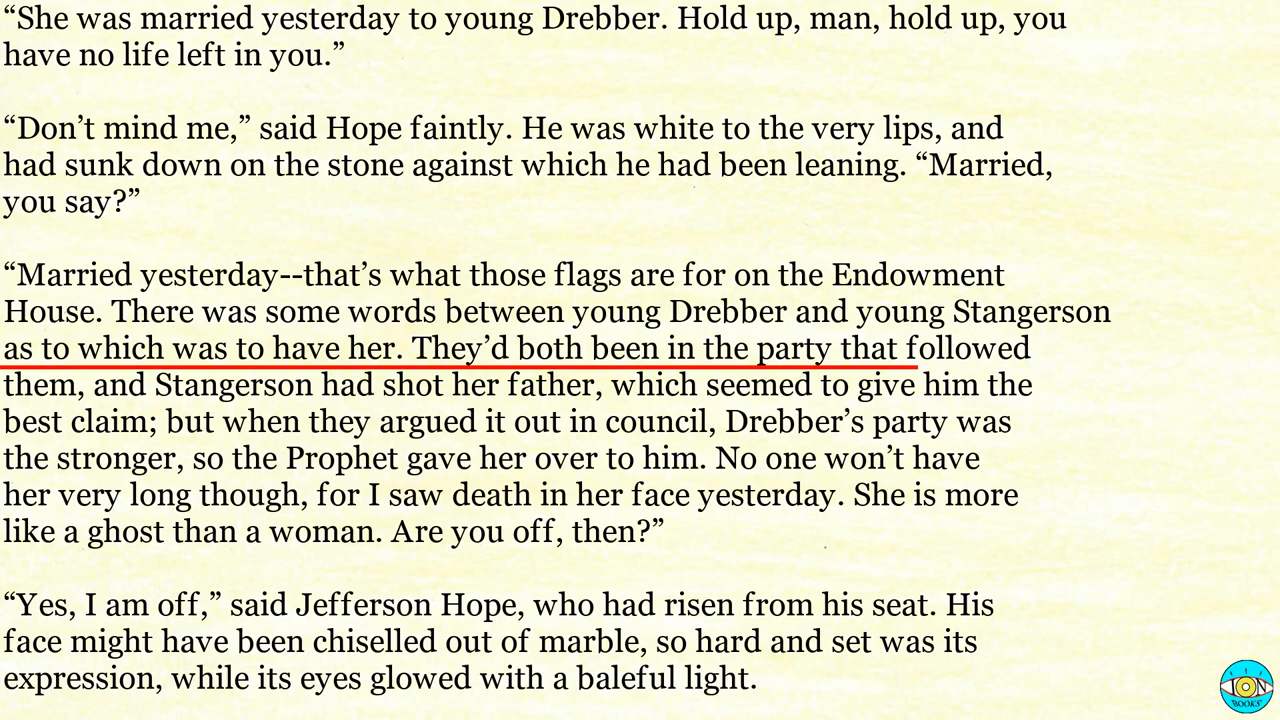 “She was married yesterday to young Drebber. Hold up, man, hold up, you
have no life left in you.”
“Don’t mind me,” said Hope faintly. He was white to the very lips, and
had sunk down on the stone against which he had been leaning. “Married,
you say?”
“Married yesterday--that’s what those flags are for on the Endowment
House. There was some words between young Drebber and young Stangerson
as to which was to have her. They’d both been in the party that followed
them, and Stangerson had shot her father, which seemed to give him the
best claim; but when they argued it out in council, Drebber’s party was
the stronger, so the Prophet gave her over to him. No one won’t have
her very long though, for I saw death in her face yesterday. She is more
like a ghost than a woman. Are you off, then?”
“Yes, I am off,” said Jefferson Hope, who had risen from his seat. His
face might have been chiselled out of marble, so hard and set was its
expression, while its eyes glowed with a baleful light.
ION
BOOKS